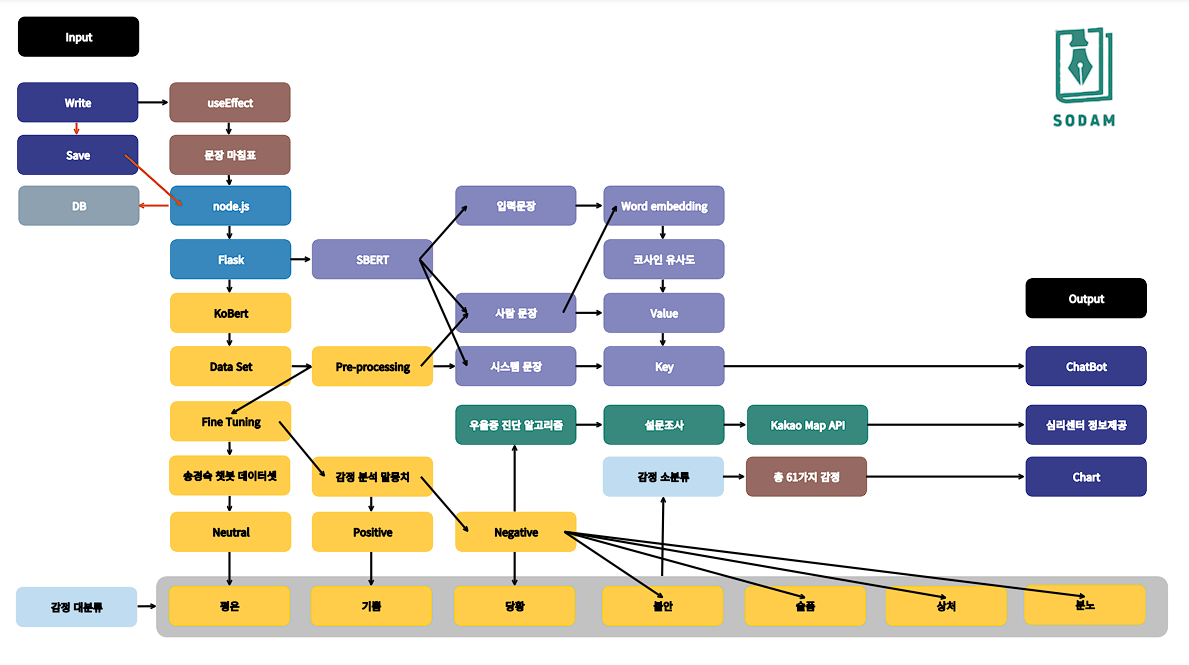 Input
SODAM
Write
useEffect
Save
문장 마침표
DB
node.js
입력문장
Word embedding
Flask
SBERT
코사인 유사도
KoBert
사람 문장
Value
Output
Data Set
Pre-processing
시스템 문장
Key
ChatBot
Fine Tuning
우울증 진단 알고리즘
설문조사
Kakao Map API
심리센터 정보제공
송경숙 챗봇 데이터셋
감정 분석 말뭉치
감정 소분류
총 61가지 감정
Chart
Neutral
Positive
Negative
감정 대분류
평온
기쁨
당황
불안
슬픔
상처
분노